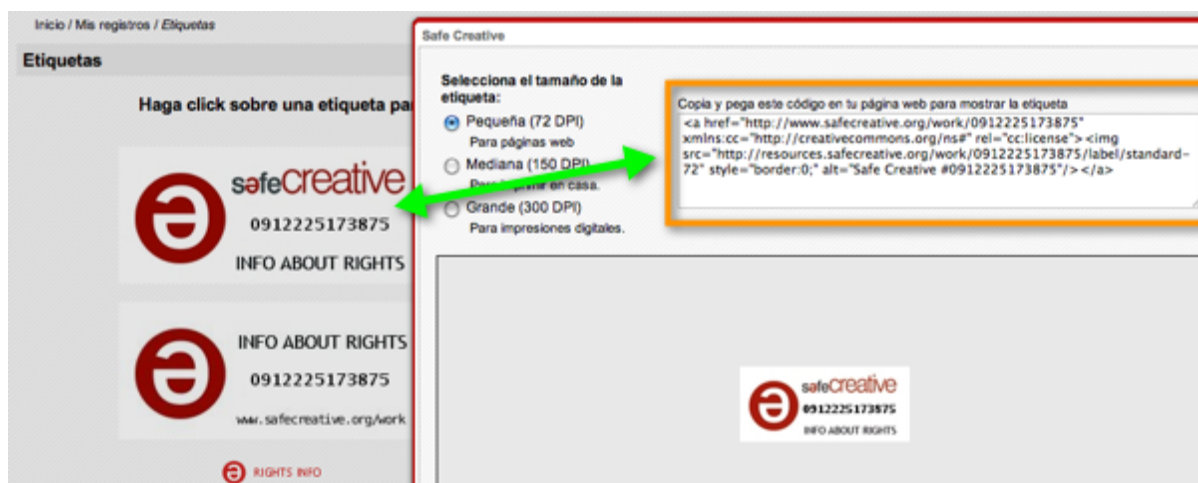 Inicio / Mis registros / Etiquetas
Etiquetas
Haga click sobre una etiqueta pa
safecreative
0912225173875
INFO ABOUT RIGHTS
INFO ABOUT RIGHTS
0912225173875
www.safecreative.org/work
RIGHTS INFO
Safe Creative
Selecciona el tamaño de la
etiqueta:
Pequeña (72 DPI)
Para páginas web
Mediana (150 DPI)
Para imprimir en casa.
Grande (300 DPI)
Para impresiones digitales.
Copia y pega este código en tu página web para mostrar la etiqueta
<a href="http://www.safecreative.org/work/0912225173875"
xmlns:cc="http://creativecommons.org/ns#" rel="cc:license"><img
src="http://resources.safecreative.org/work/0912225173875/label/standard-
72" style="border:0;" alt="Safe Creative #0912225173875"/></a>
safecreative
0912225173875
INFO ABOUT RIGHTS